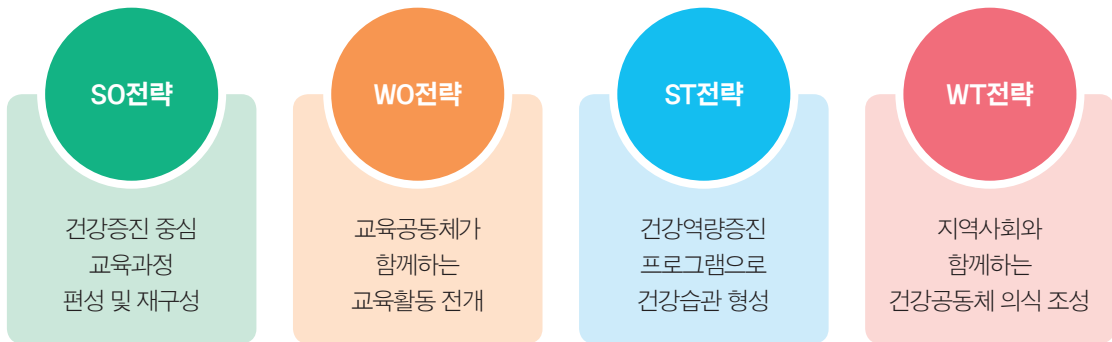 SO전략
건강증진 중심
교육과정
편성 및 재구성
WO전략
교육공동체가
함께하는
교육활동 전개
ST전략
건강역량증진
프로그램으로
건강습관 형성
WT전략
지역사회와
함께하는
건강공동체 의식 조성